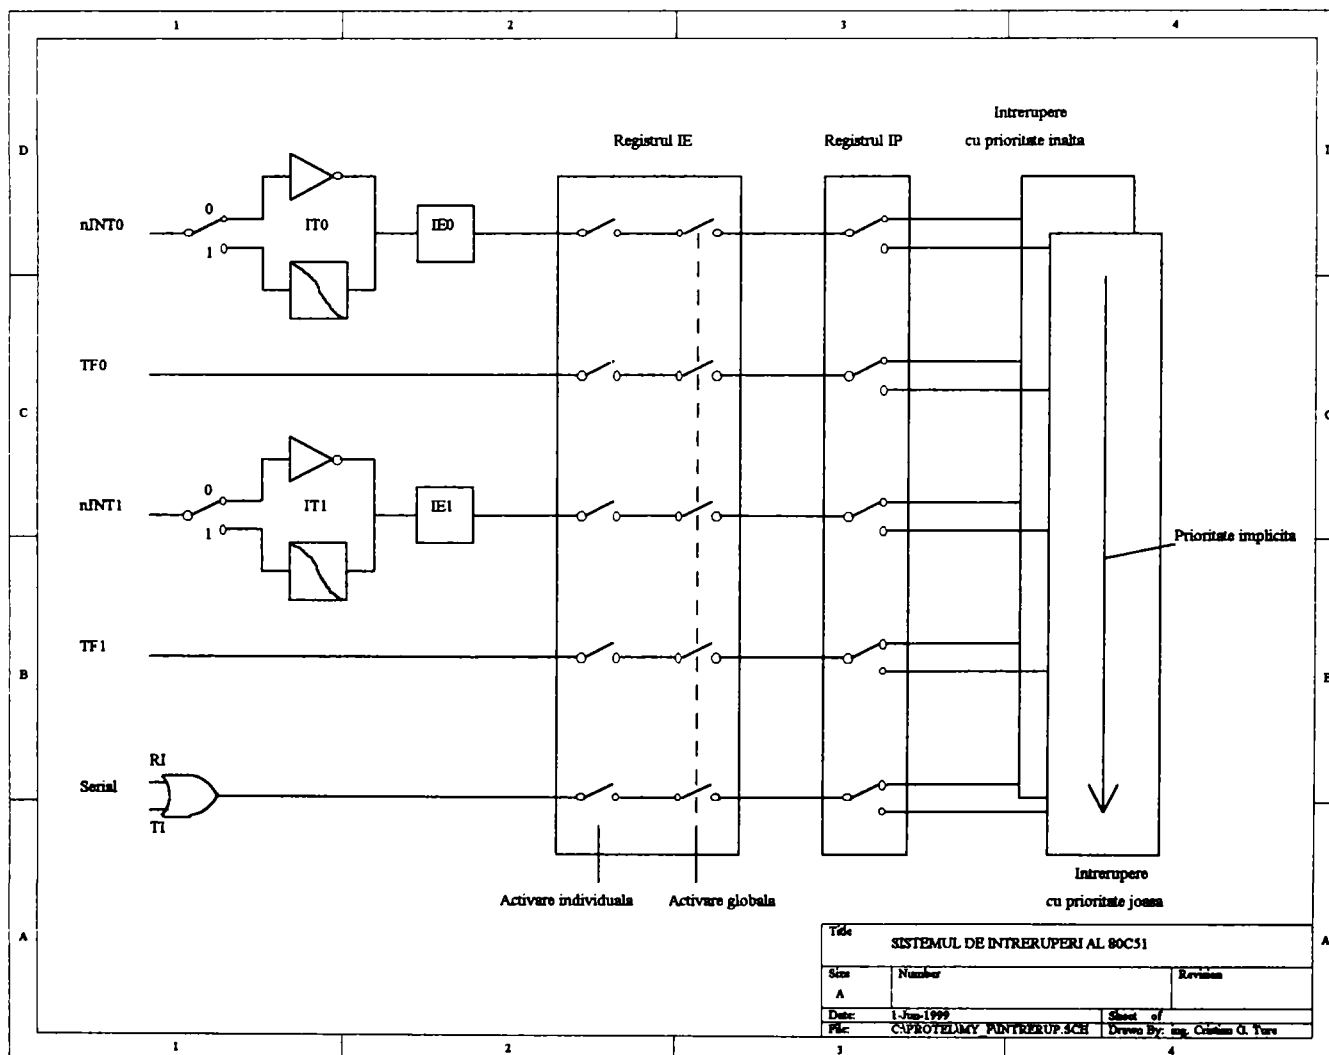 1 2 3 4
Intrerupere
cu prioritate inalta
Registrul IE
Registrul IP
D
nINT0
0
1
IT0
IE0
TF0
C
C
nINT1
0
1
IT1
IE1
Prioritate implicita
TF1
B
RI
Serial
TI
Activare individuala
Activare globala
Intrerupere
cu prioritate joasa
A
A
Title
SISTEMUL DE INTRERUPERI AL 80C51
Size
Number
Revision
A
Date: 1-Jun-1999
Sheet of
File:
Drawn By: ing. Cristian G. Turc
1 2 3 4